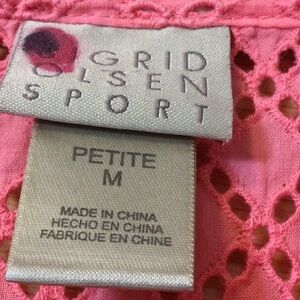 GRID
OLSEN
SPORT
PETITE
M
MADE IN CHINA
HECHO EN CHINA
FABRIQUE EN CHINE